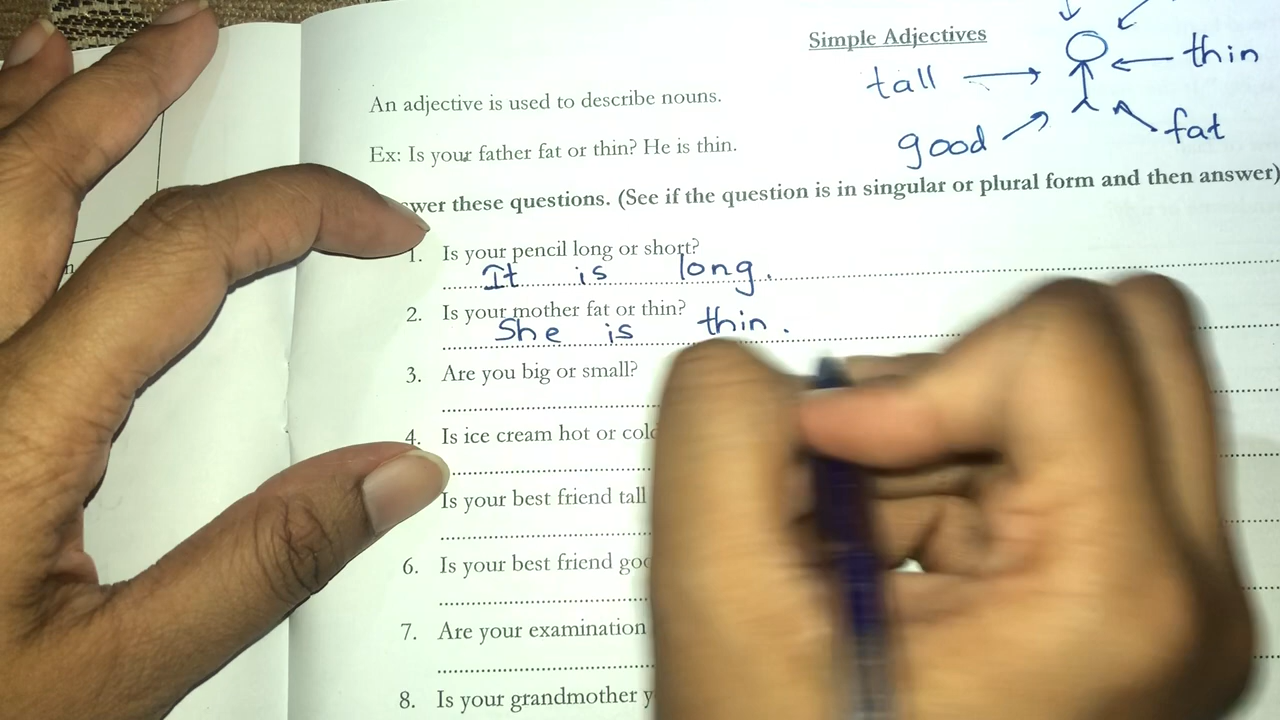 Simple Adjectives
tall
thin
good
fat
An adjective is used to describe nouns.
Ex: Is your father fat or thin? He is thin.
these questions. (See if the question is in singular or plural form and then answer)
1. Is your pencil long or short?
It is long.
2. Is your mother fat or thin?
She is thin.
3. Are you big or small?
4. Is ice cream hot or
Is your best friend tall
6. Is your best friend
7. Are your examination
8. Is your grandmother